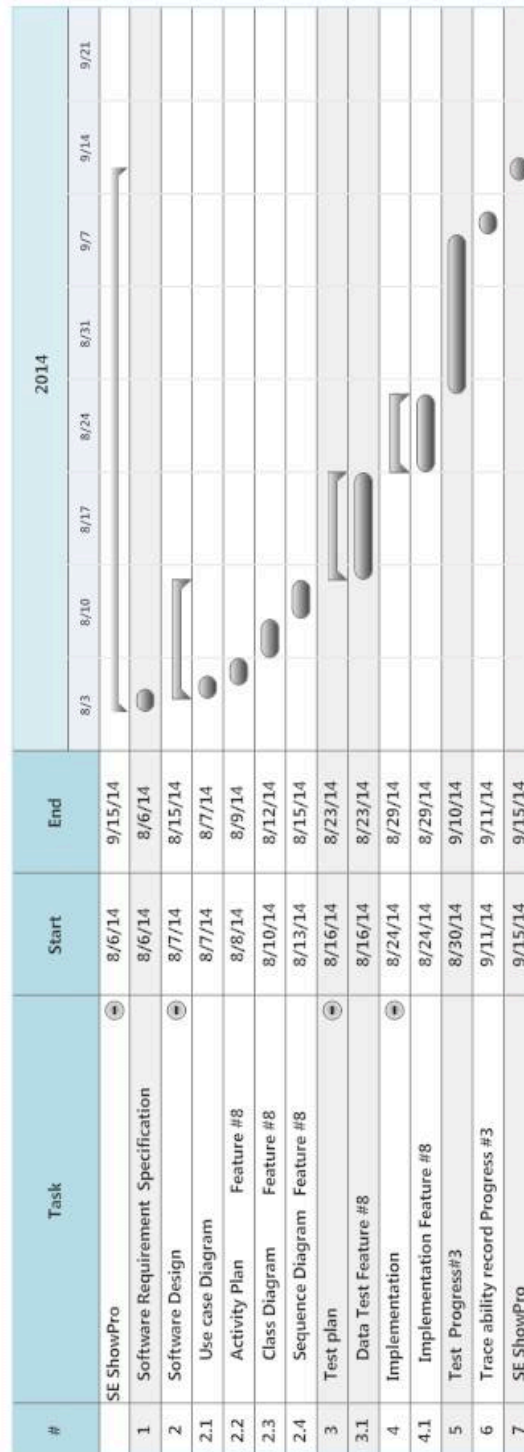 # Task Start End 2014
8/3 8/10 8/17 8/24 8/31 9/7 9/14 9/21
SE ShowPro 8/6/14 9/15/14
1 Software Requirement Specification 8/6/14 8/6/14
2 Software Design 8/7/14 8/15/14
2.1 Use case Diagram 8/7/14 8/7/14
2.2 Activity Plan Feature #8 8/8/14 8/9/14
2.3 Class Diagram Feature #8 8/10/14 8/12/14
2.4 Sequence Diagram Feature #8 8/13/14 8/15/14
3 Test plan 8/16/14 8/23/14
3.1 Data Test Feature #8 8/16/14 8/23/14
4 Implementation 8/24/14 8/29/14
4.1 Implementation Feature #8 8/24/14 8/29/14
5 Test Progress#3 8/30/14 9/10/14
6 Trace ability record Progress #3 9/11/14 9/11/14
7 SE ShowPro 9/15/14 9/15/14